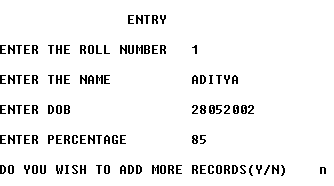 ENTRY
ENTER THE ROLL NUMBER 1
ENTER THE NAME ADITYA
ENTER DOB 28052002
ENTER PERCENTAGE 85
DO YOU WISH TO ADD MORE RECORDS(Y/N) n